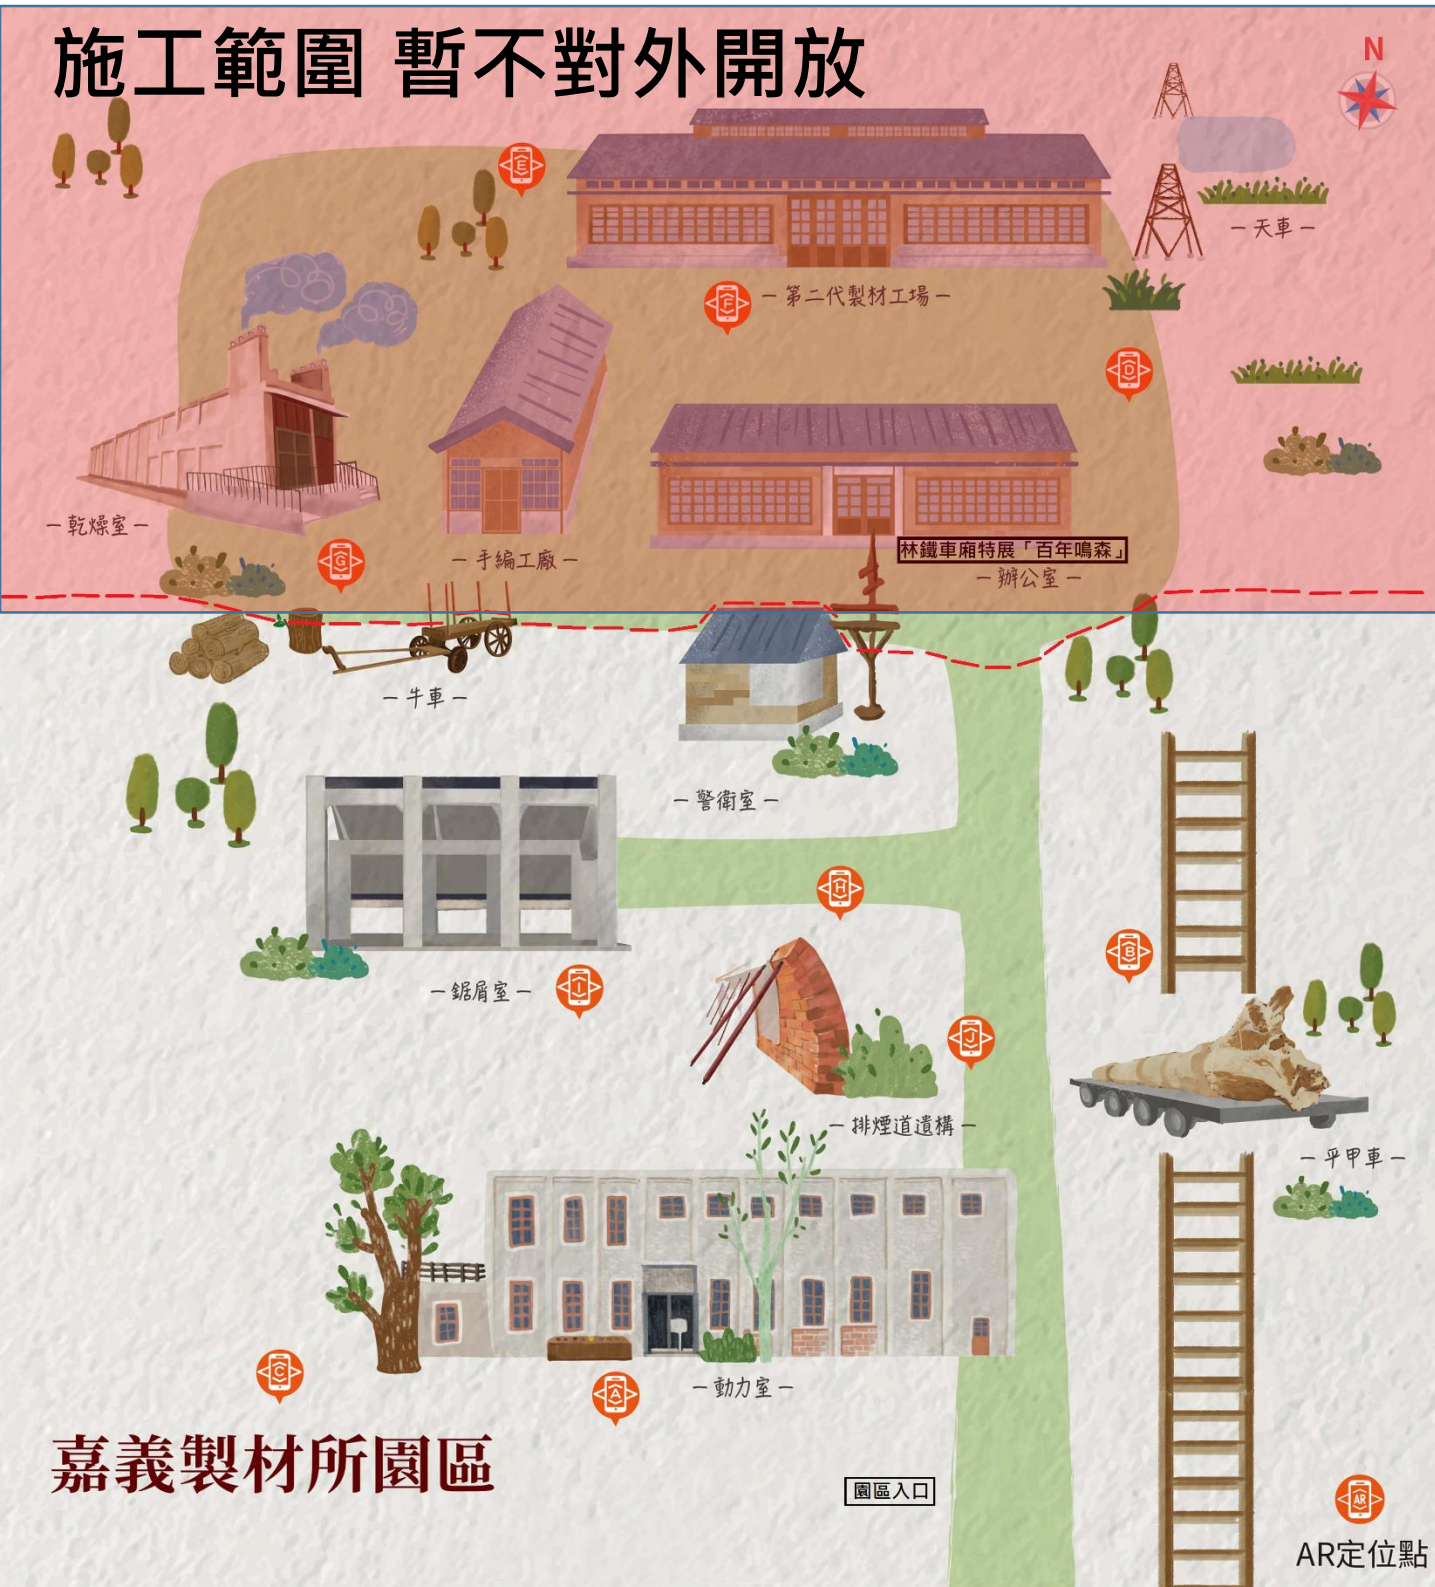 施工範圍 暫不對外開放
N
E
－天車－
F
－第二代製材工場－
D
－乾燥室－
G
－手編工廠－
林鐵車廂特展「百年鳴森」
－辦公室－
－牛車－
－警衛室－
H
B
－鋸屑室－
I
J
－排煙道遺構－
－平甲車－
C
A
－動力室－
嘉義製材所園區
園區入口
AR
AR定位點